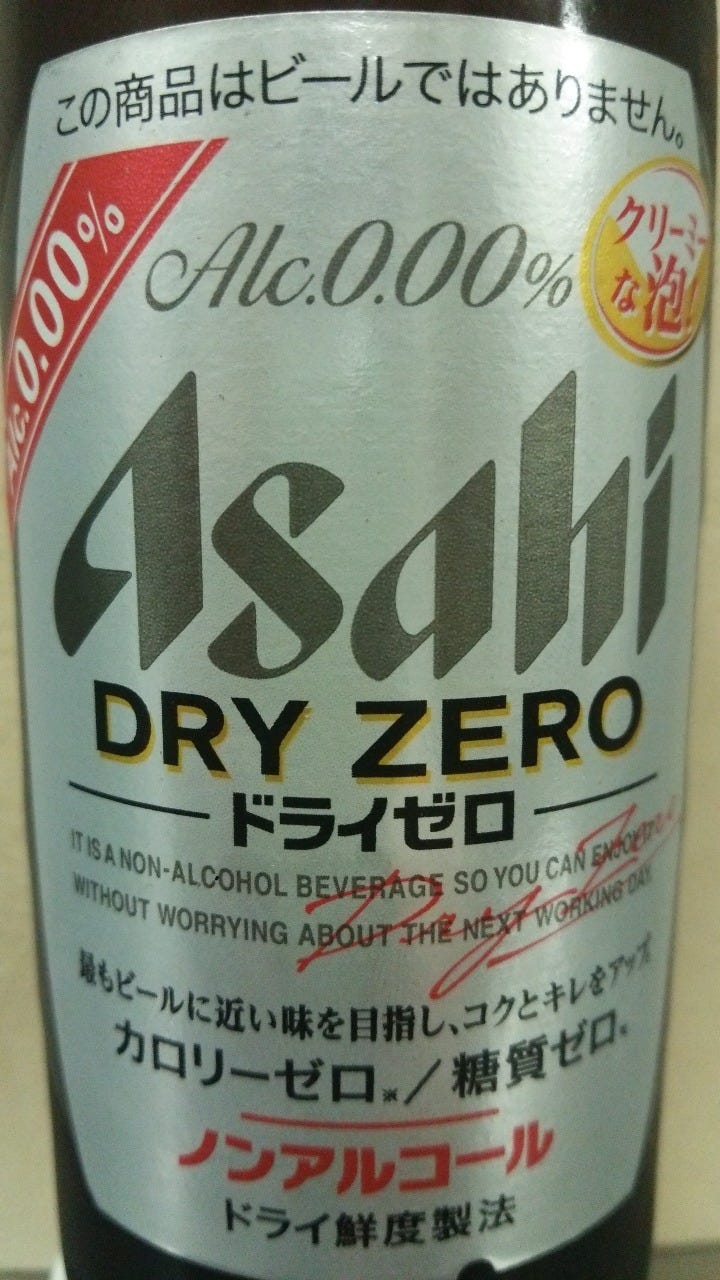 この商品はビールではありません。
Alc.0.00%
Alc.0.00%
クリーミー
な泡!
Asahi
DRY ZERO
ドライゼロ
IT IS A NON-ALCOHOL BEVERAGE SO YOU CAN ENJOY IT
WITHOUT WORRYING ABOUT THE NEXT WORKING DAY.
Dry Zero
最もビールに近い味を目指し、コクとキレをアップ
カロリーゼロ※/糖質ゼロ※
ノンアルコール
ドライ鮮度製法